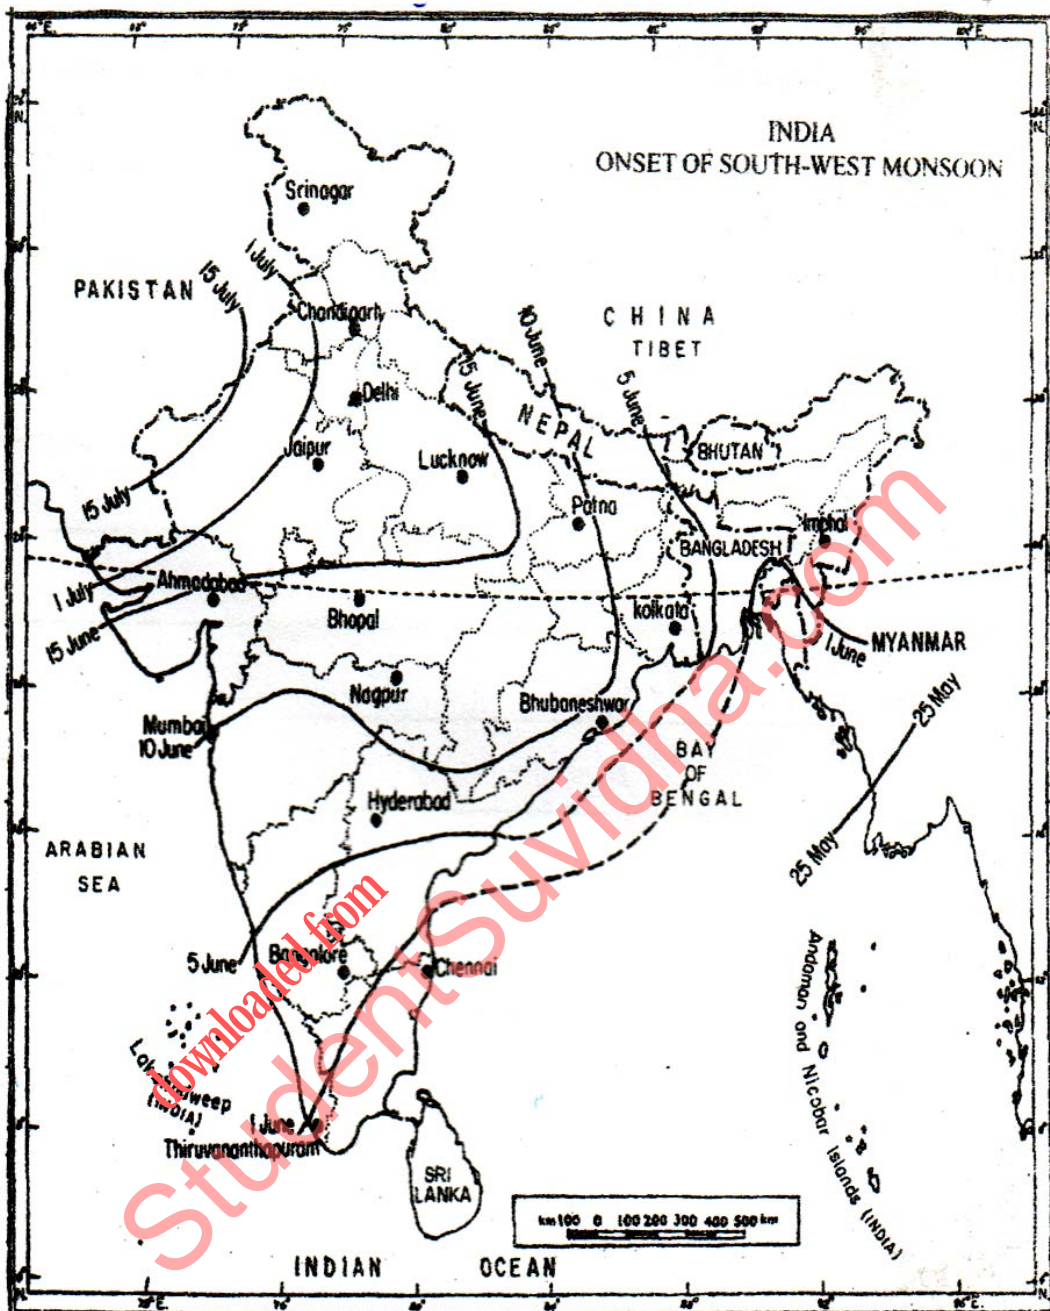 INDIA
ONSET OF SOUTH-WEST MONSOON
Srinagar
1 July
15 July
PAKISTAN
Chandigarh
CHINA
TIBET
10 June
15 June
5 June
Delhi
NEPAL
BHUTAN
Jaipur
Lucknow
15 July
Patna
Imphal
BANGLADESH
1 July
Ahmadabad
Bhopal
Kolkata
15 June
1 June
MYANMAR
Nagpur
Bhubaneshwar
25 May
Mumbai
10 June
BAY
OF
BENGAL
Hyderabad
ARABIAN
SEA
25 May
5 June
Bangalore
Chennai
Andaman and Nicobar Islands (INDIA)
(INDIA)
1 June
Thiruvananthapuram
SRI
LANKA
km 100 0 100 200 300 400 500 km
INDIAN OCEAN
downloaded from
StudentSuvidha.com